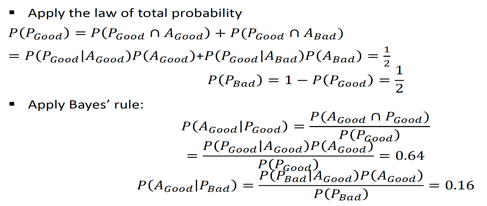 ▪ Apply the law of total probability
P(P_Good) = P(P_Good ∩ A_Good) + P(P_Good ∩ A_Bad)
= P(P_Good|A_Good)P(A_Good)+P(P_Good|A_Bad)P(A_Bad) = 1/2
P(P_Bad) = 1 − P(P_Good) = 1/2
▪ Apply Bayes’ rule:
P(A_Good|P_Good) = P(A_Good ∩ P_Good) / P(P_Good)
= P(P_Good|A_Good)P(A_Good) / P(P_Good) = 0.64
P(A_Good|P_Bad) = P(P_Bad|A_Good)P(A_Good) / P(P_Bad) = 0.16